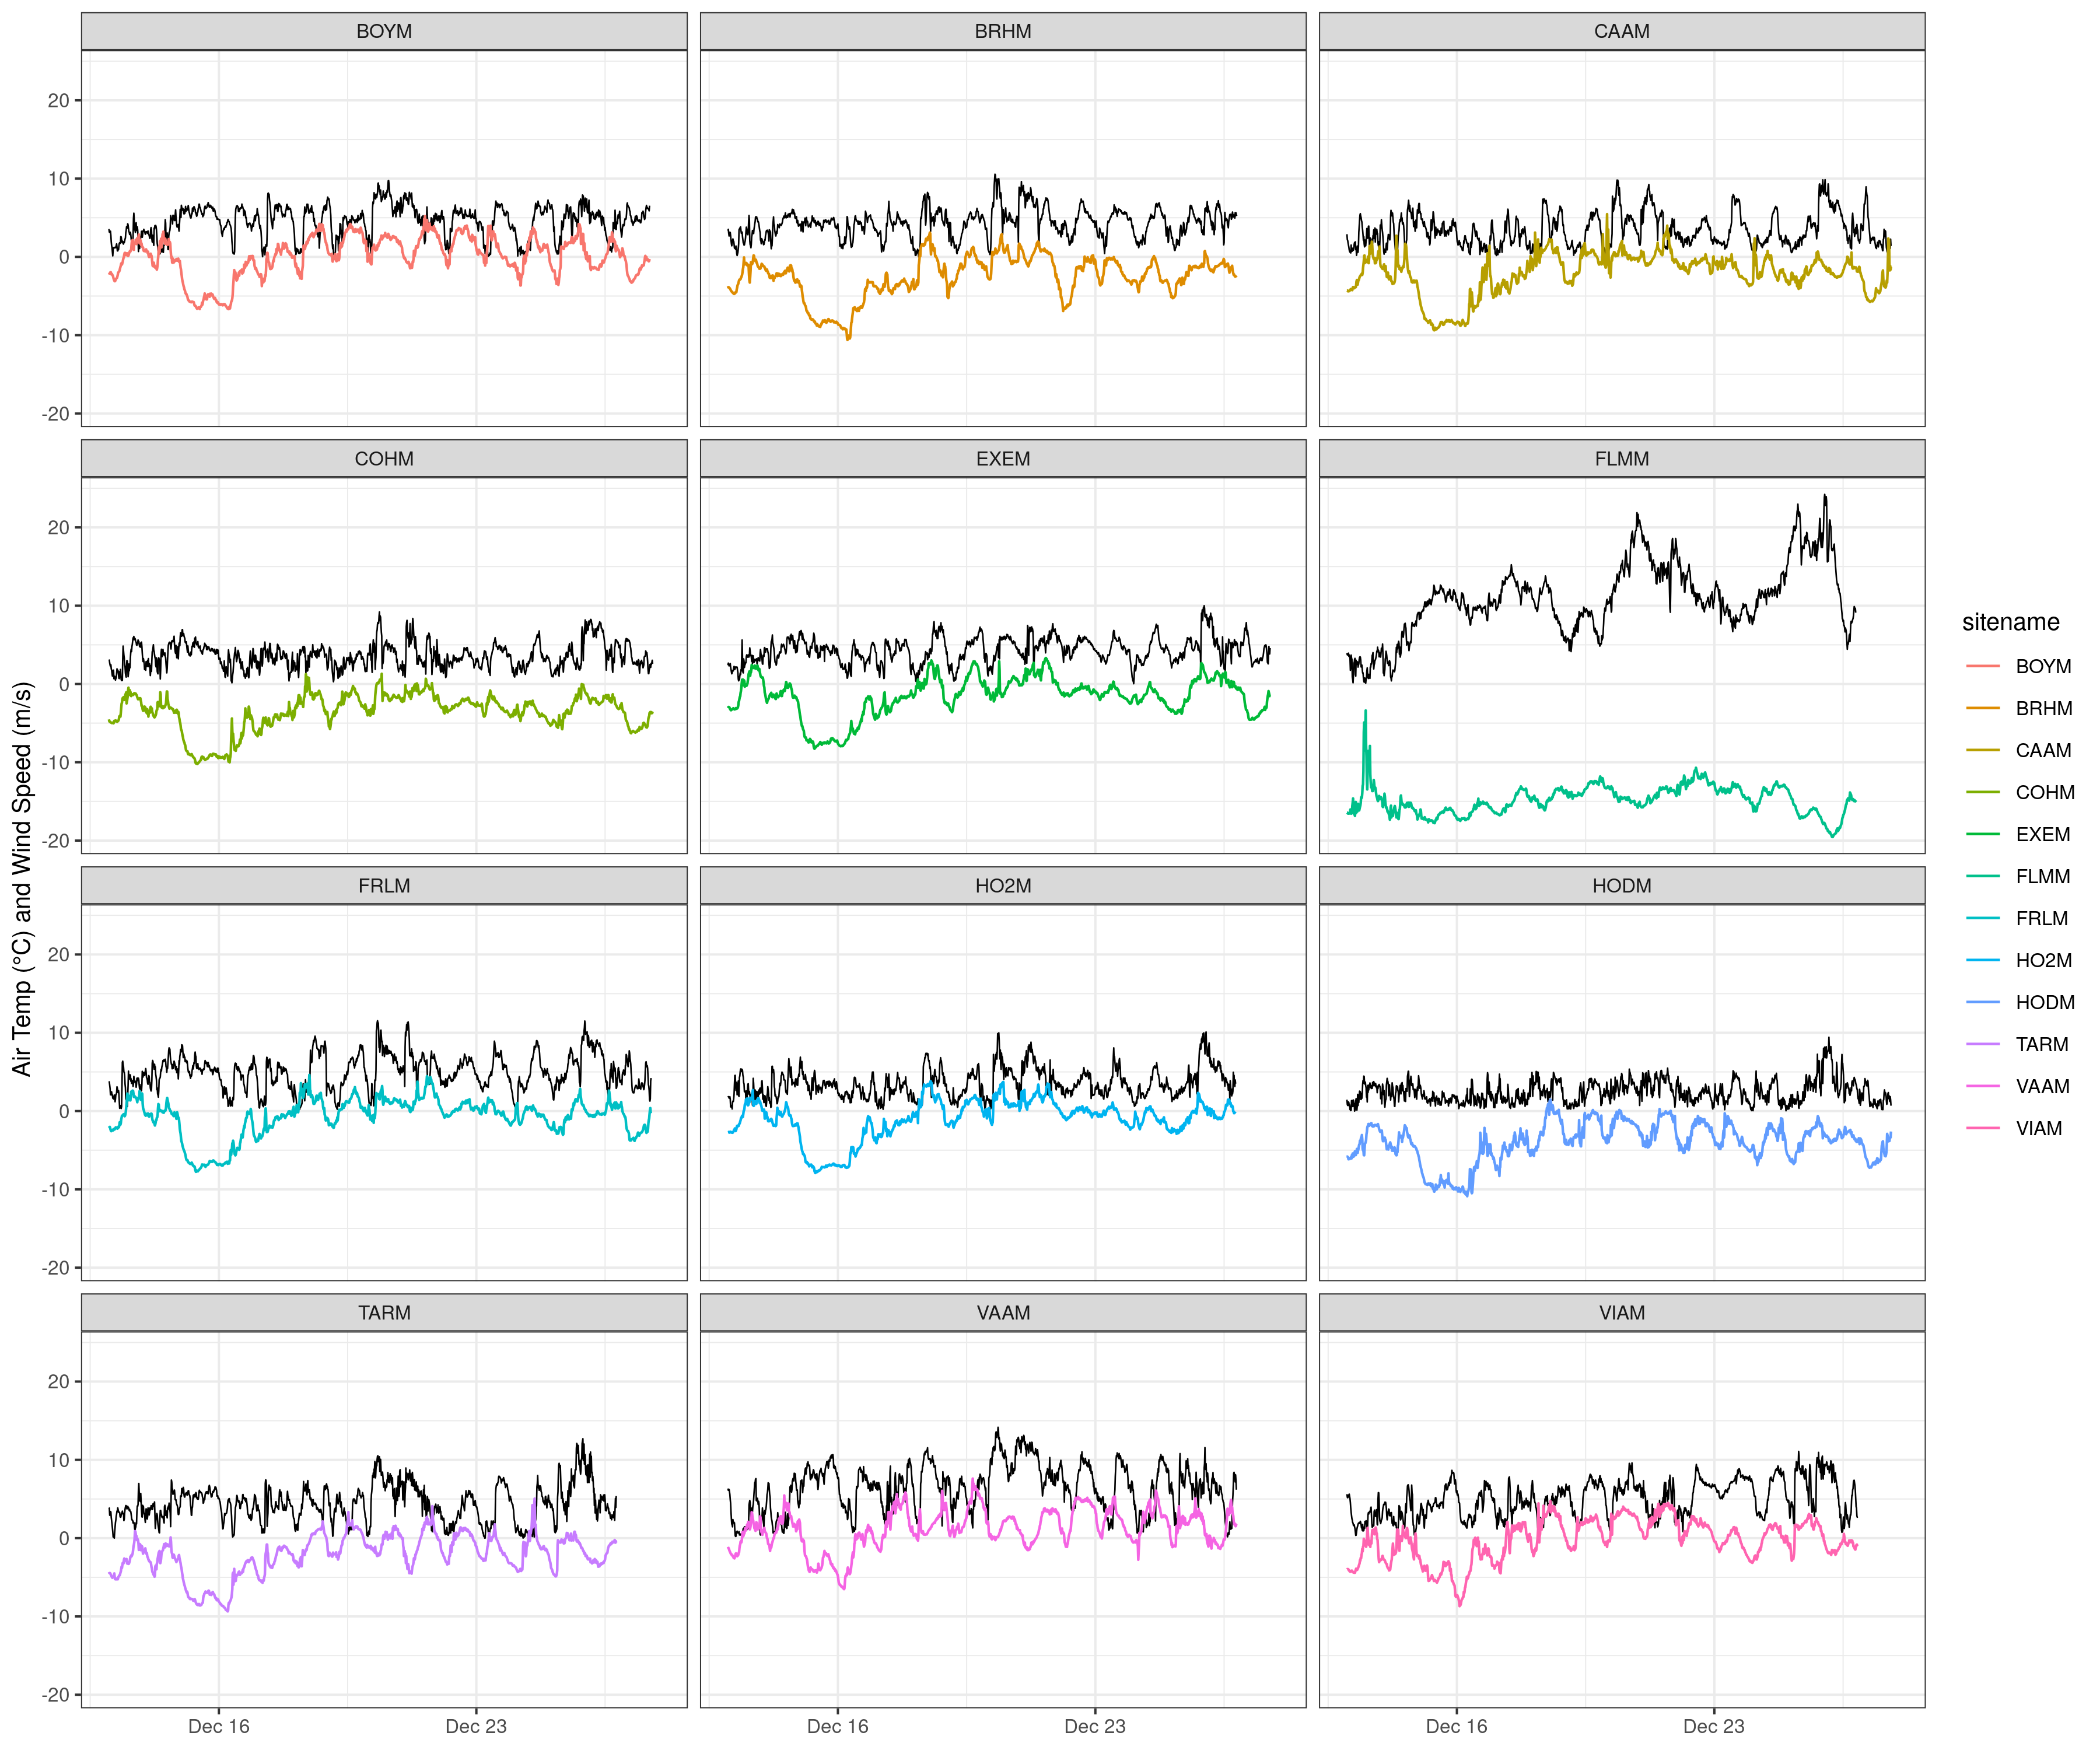 BOYM BRHM CAAM
20
10
0
-10
-20
COHM EXEM FLMM
20
10
0
-10
-20
FRLM HO2M HODM
20
10
0
-10
-20
TARM VAAM VIAM
20
10
0
-10
-20
Dec 16 Dec 23 Dec 16 Dec 23 Dec 16 Dec 23
Air Temp (°C) and Wind Speed (m/s)
sitename
BOYM
BRHM
CAAM
COHM
EXEM
FLMM
FRLM
HO2M
HODM
TARM
VAAM
VIAM